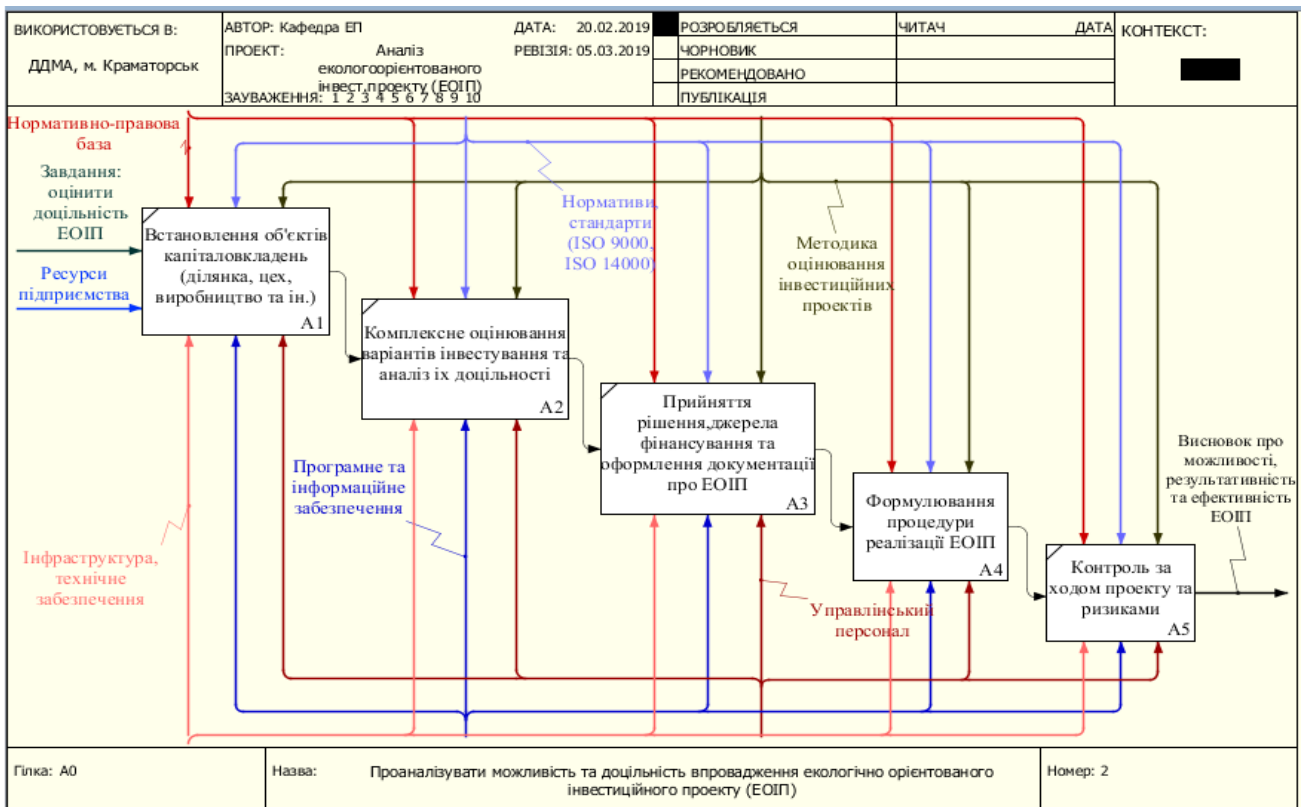 ВИКОРИСТОВУЄТЬСЯ В:
ДДМА, м. Краматорськ
АВТОР: Кафедра ЕП
ДАТА: 20.02.2019
ПРОЕКТ: Аналіз
екологоорієнтованого
інвест.проекту (ЕОІП)
РЕВІЗІЯ: 05.03.2019
ЗАУВАЖЕННЯ: 1 2 3 4 5 6 7 8 9 10
РОЗРОБЛЯЄТЬСЯ
ЧОРНОВИК
РЕКОМЕНДОВАНО
ПУБЛІКАЦІЯ
ЧИТАЧ
ДАТА
КОНТЕКСТ:
Нормативно-правова
база
Завдання:
оцінити
доцільність
ЕОІП
Ресурси
підприємства
Встановлення об'єктів
капіталовкладень
(ділянка, цех,
виробництво та ін.)
A1
Нормативи,
стандарти
(ISO 9000,
ISO 14000)
Методика
оцінювання
інвестиційних
проектів
Комплексне оцінювання
варіантів інвестування та
аналіз їх доцільності
A2
Прийняття
рішення,джерела
фінансування та
оформлення документації
про ЕОІП
A3
Програмне та
інформаційне
забезпечення
Формулювання
процедури
реалізації ЕОІП
A4
Висновок про
можливості,
результативність
та ефективність
ЕОІП
Інфраструктура,
технічне
забезпечення
Контроль за
ходом проекту та
ризиками
A5
Управлінський
персонал
Гілка: A0
Назва: Проаналізувати можливість та доцільність впровадження екологічно орієнтованого
інвестиційного проекту (ЕОІП)
Номер: 2